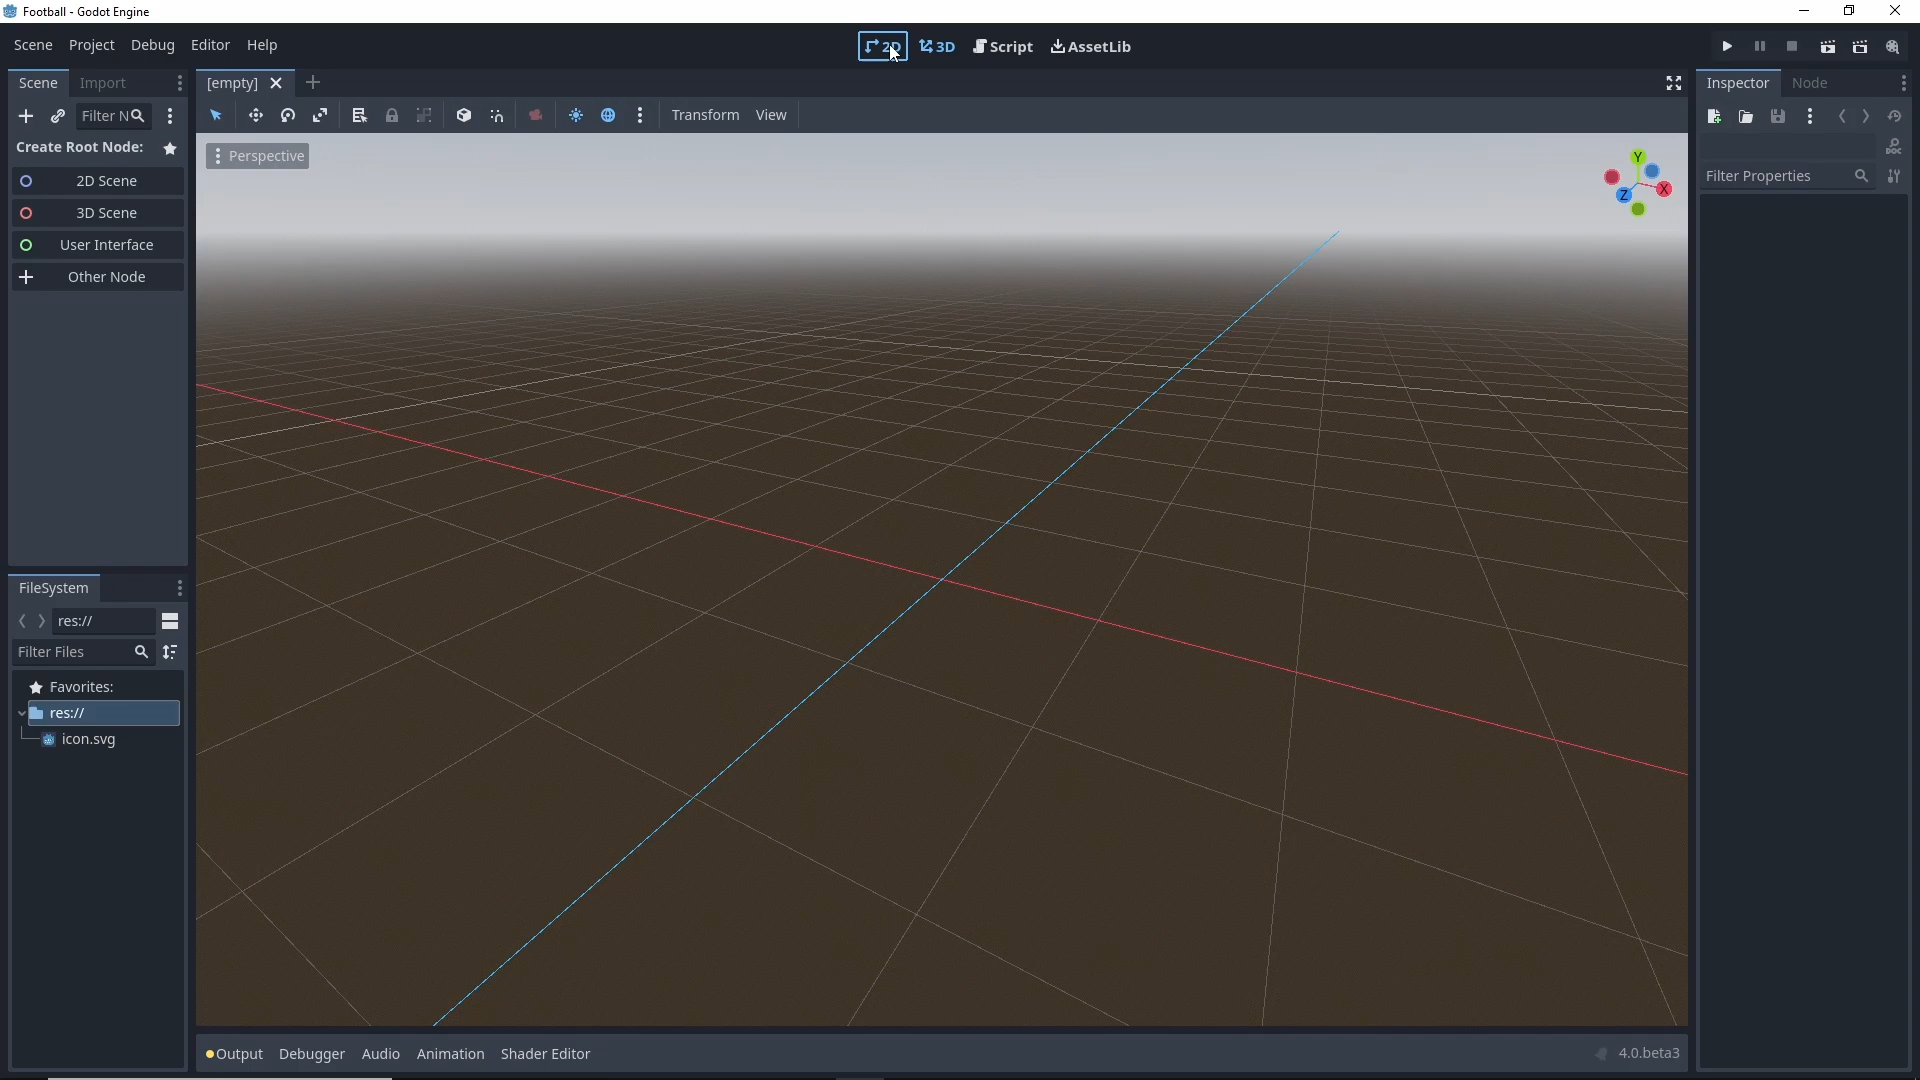 Football - Godot Engine
Scene Project Debug Editor Help
2D 3D Script AssetLib
Scene Import
[empty]
Inspector Node
Filter N
Transform View
Create Root Node:
2D Scene
3D Scene
User Interface
Other Node
Perspective
Y
X
Z
DOC
Filter Properties
FileSystem
res://
Filter Files
Favorites:
res://
icon.svg
Output Debugger Audio Animation Shader Editor
4.0.beta3